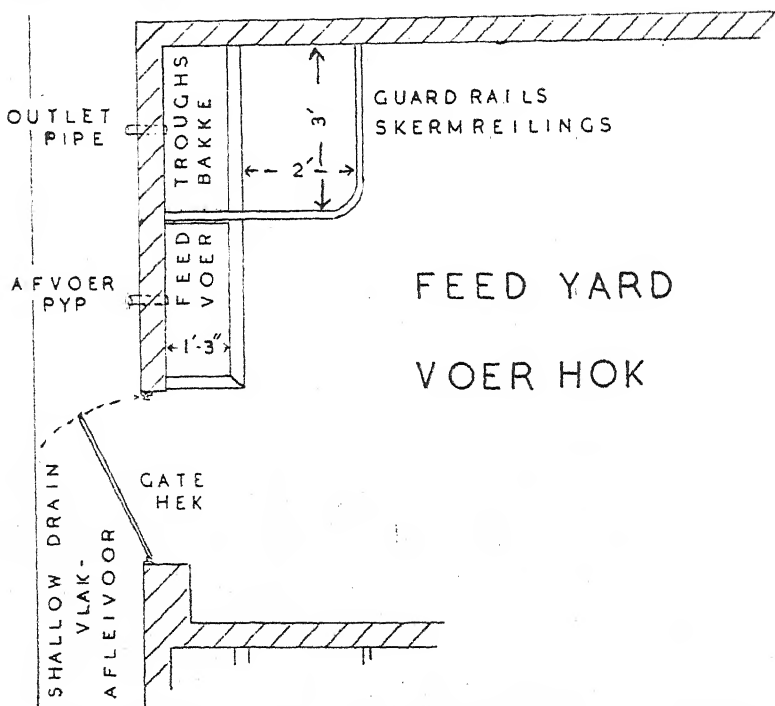 OUTLET
PIPE
TROUGHS
BAKKE
3'
2'
GUARD RAILS
SKERMREILINGS
AFVOER
PYP
FEED
VOER
1'-3"
FEED YARD
VOER HOK
GATE
HEK
SHALLOW DRAIN
VLAK-
AFLEIVOOR